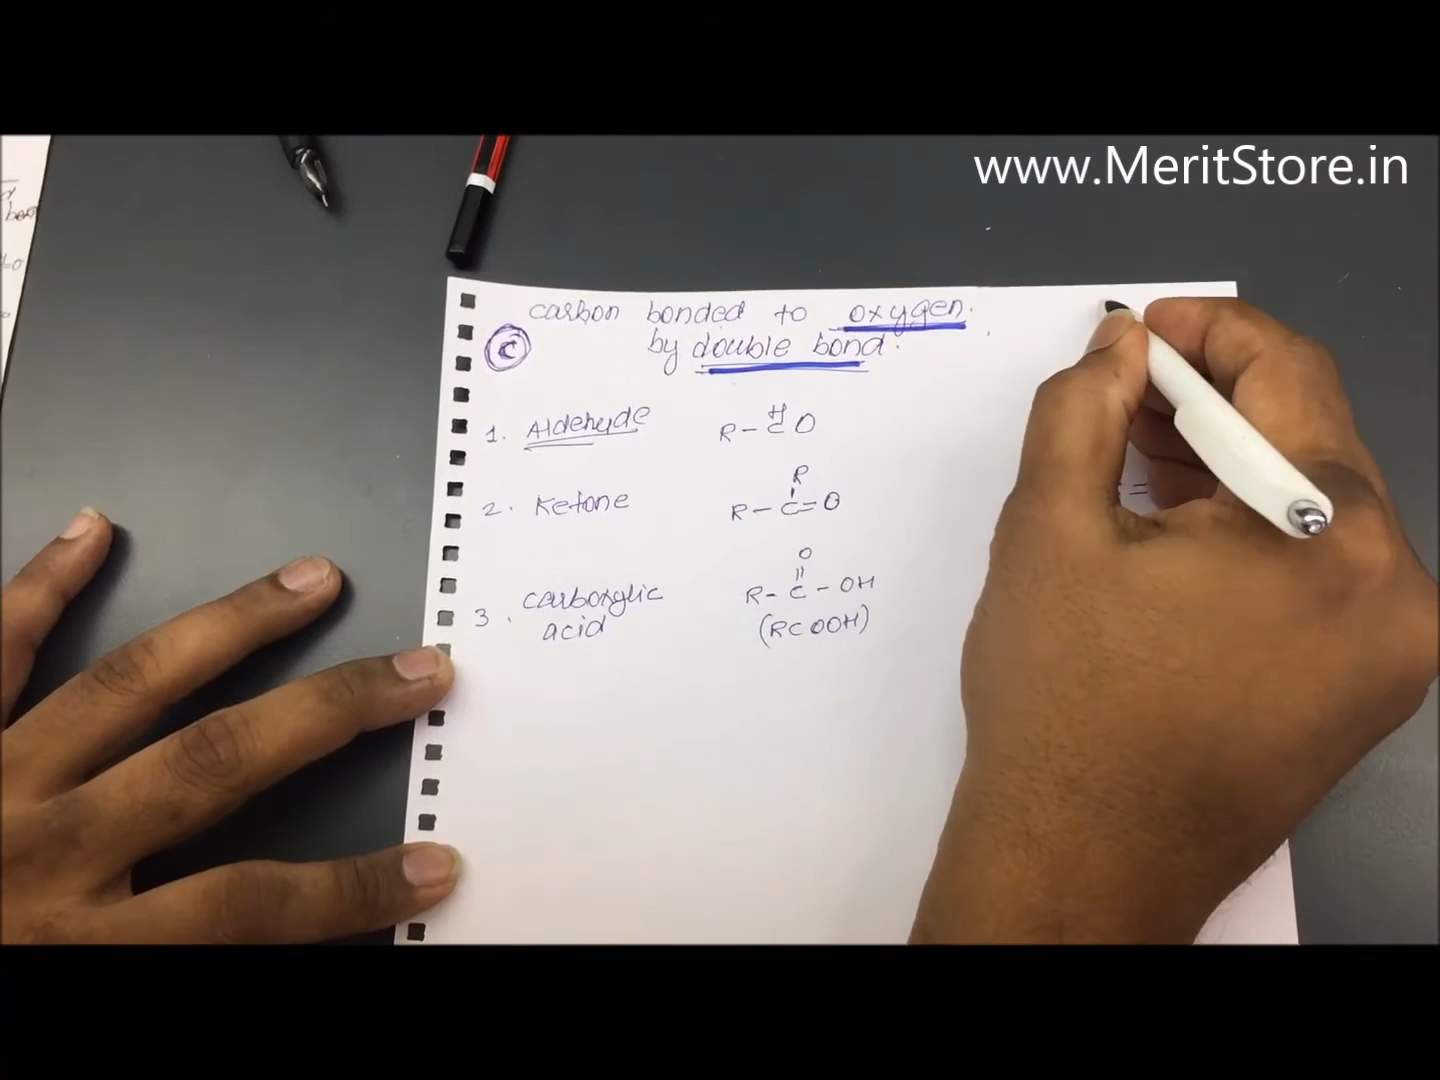 www.MeritStore.in
carbon bonded to oxygen.
C by double bond.
1. Aldehyde R - C H O
2. Ketone R - C = O
R
3. carboxylic acid R - C - OH
O
(RCOOH)